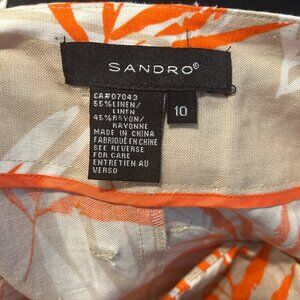 SANDRO®
CA#07043
55%LINEN/
LINEN
45%RAYON/
RAYONNE
MADE IN CHINA
FABRIQUÉ EN CHINE
SEE REVERSE
FOR CARE
ENTRETIEN AU
VERSO
10